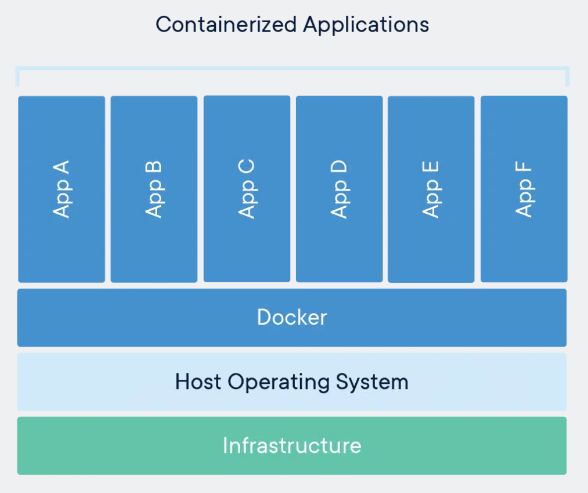 Containerized Applications
App A
App B
App C
App D
App E
App F
Docker
Host Operating System
Infrastructure